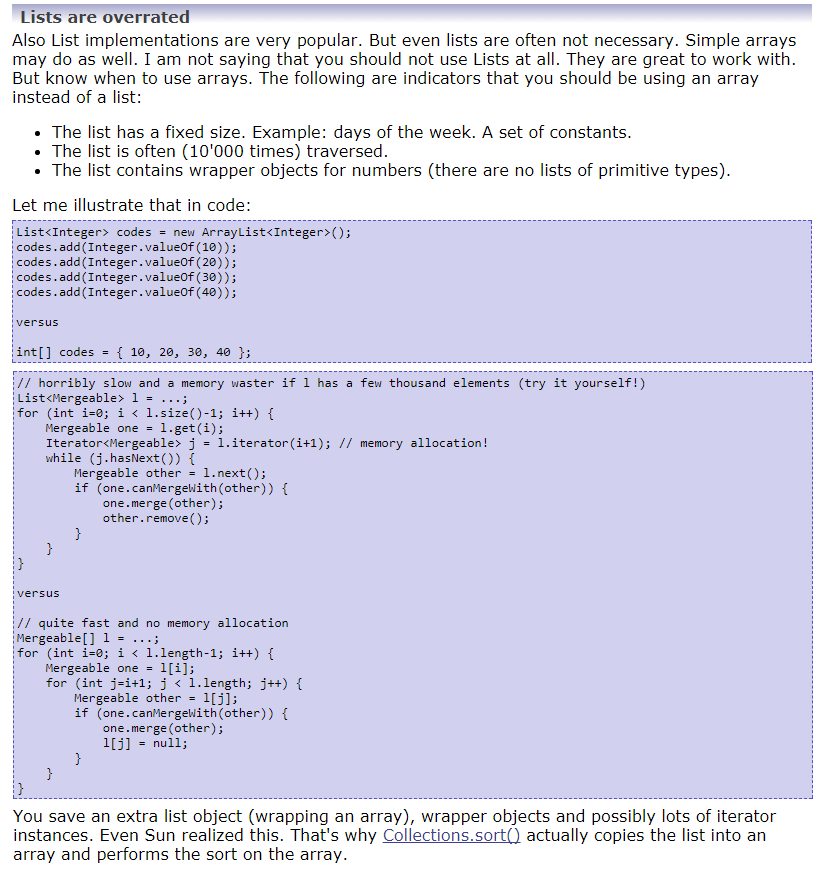 Lists are overrated
Also List implementations are very popular. But even lists are often not necessary. Simple arrays
may do as well. I am not saying that you should not use Lists at all. They are great to work with.
But know when to use arrays. The following are indicators that you should be using an array
instead of a list:
• The list has a fixed size. Example: days of the week. A set of constants.
• The list is often (10'000 times) traversed.
• The list contains wrapper objects for numbers (there are no lists of primitive types).
Let me illustrate that in code:
List<Integer> codes = new ArrayList<Integer>();
codes.add(Integer.valueOf(10));
codes.add(Integer.valueOf(20));
codes.add(Integer.valueOf(30));
codes.add(Integer.valueOf(40));
versus
int[] codes = { 10, 20, 30, 40 };
// horribly slow and a memory waster if l has a few thousand elements (try it yourself!)
List<Mergeable> l = ...;
for (int i=0; i < l.size()-1; i++) {
    Mergeable one = l.get(i);
    Iterator<Mergeable> j = l.iterator(i+1); // memory allocation!
    while (j.hasNext()) {
        Mergeable other = l.next();
        if (one.canMergeWith(other)) {
            one.merge(other);
            other.remove();
        }
    }
}
versus
// quite fast and no memory allocation
Mergeable[] l = ...;
for (int i=0; i < l.length-1; i++) {
    Mergeable one = l[i];
    for (int j=i+1; j < l.length; j++) {
        Mergeable other = l[j];
        if (one.canMergeWith(other)) {
            one.merge(other);
            l[j] = null;
        }
    }
}
You save an extra list object (wrapping an array), wrapper objects and possibly lots of iterator
instances. Even Sun realized this. That's why Collections.sort() actually copies the list into an
array and performs the sort on the array.